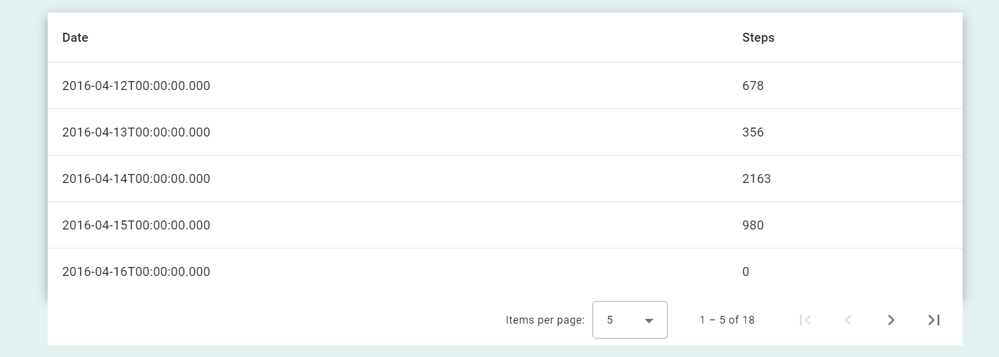 Date Steps
2016-04-12T00:00:00.000 678
2016-04-13T00:00:00.000 356
2016-04-14T00:00:00.000 2163
2016-04-15T00:00:00.000 980
2016-04-16T00:00:00.000 0
Items per page: 5 1 – 5 of 18